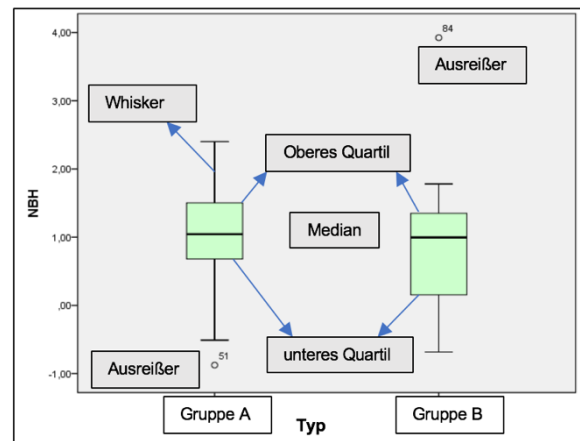 4,00
84
Ausreißer
Whisker
3,00
Oberes Quartil
2,00
NBH
Median
1,00
,00
unteres Quartil
51
Ausreißer
-1,00
Gruppe A
Typ
Gruppe B